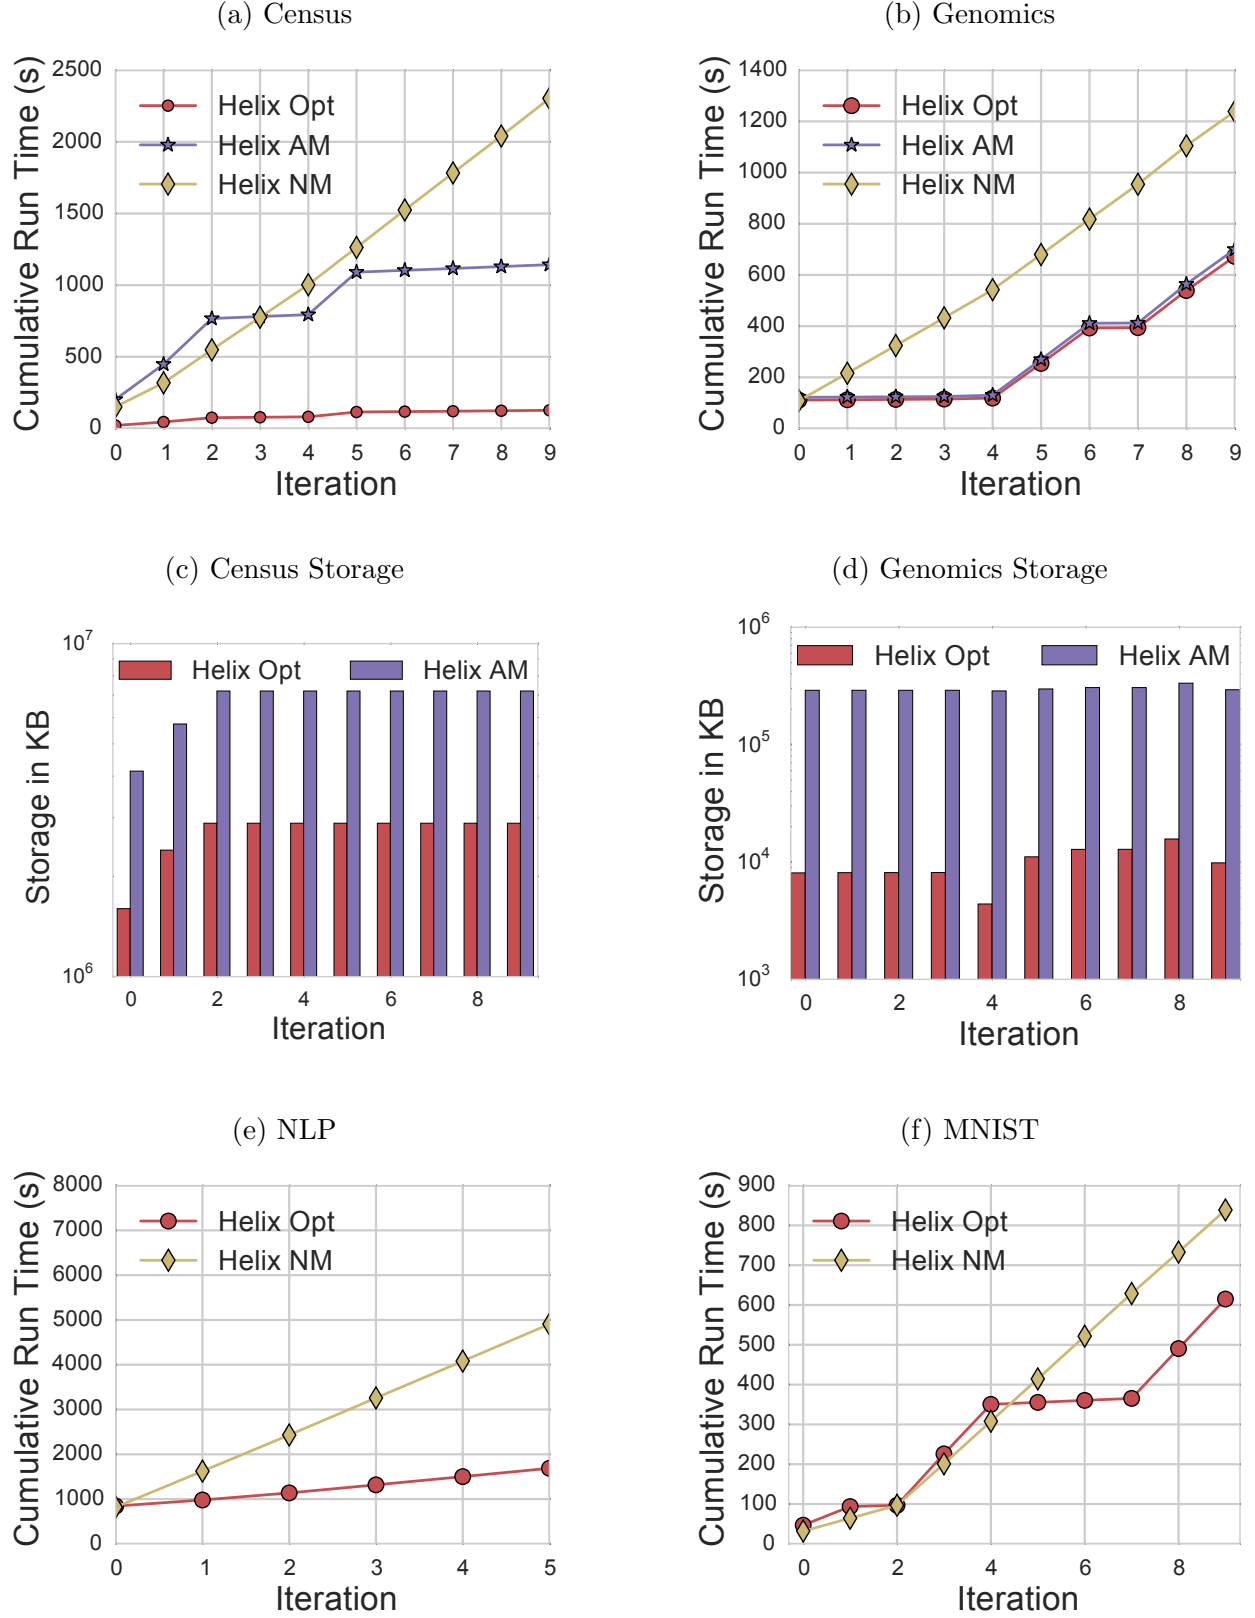 (a) Census
Cumulative Run Time (s)
2500
2000
1500
1000
500
0
Helix Opt
Helix AM
Helix NM
0 1 2 3 4 5 6 7 8 9
Iteration
(b) Genomics
Cumulative Run Time (s)
1400
1200
1000
800
600
400
200
0
Helix Opt
Helix AM
Helix NM
0 1 2 3 4 5 6 7 8 9
Iteration
(c) Census Storage
Storage in KB
10^7
10^6
Helix Opt
Helix AM
0 2 4 6 8
Iteration
(d) Genomics Storage
Storage in KB
10^6
10^5
10^4
10^3
Helix Opt
Helix AM
0 2 4 6 8
Iteration
(e) NLP
Cumulative Run Time (s)
8000
7000
6000
5000
4000
3000
2000
1000
0
Helix Opt
Helix NM
0 1 2 3 4 5
Iteration
(f) MNIST
Cumulative Run Time (s)
900
800
700
600
500
400
300
200
100
0
Helix Opt
Helix NM
0 2 4 6 8
Iteration